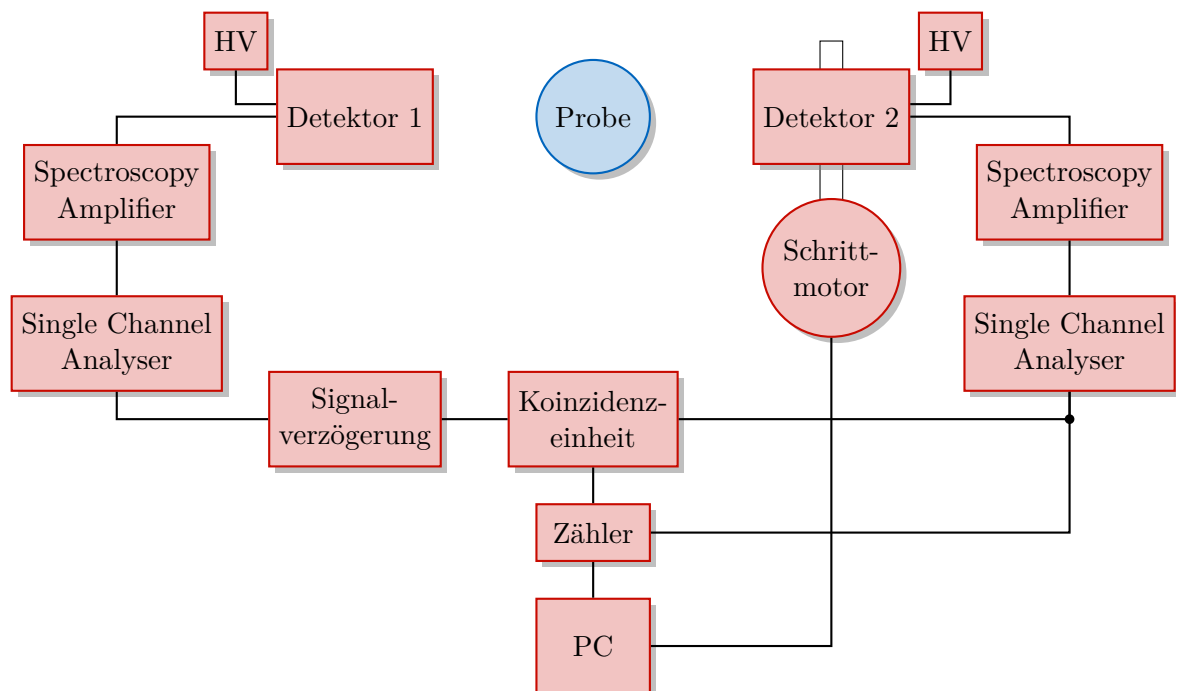 HV
HV
Detektor 1
Probe
Detektor 2
Spectroscopy
Amplifier
Spectroscopy
Amplifier
Schritt-
motor
Single Channel
Analyser
Single Channel
Analyser
Signal-
verzögerung
Koinzidenz-
einheit
Zähler
PC